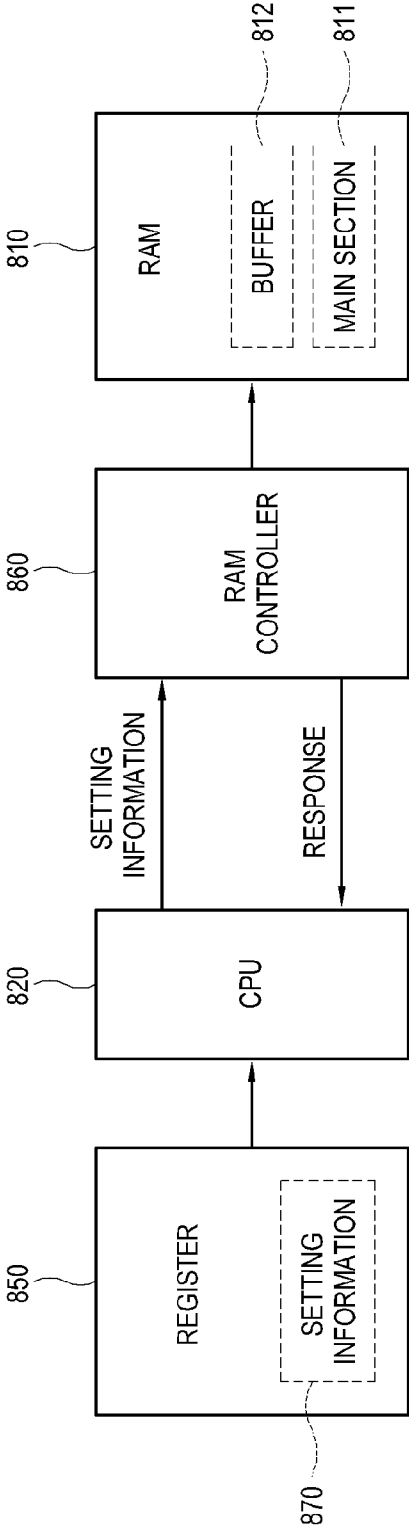 850
REGISTER
SETTING
INFORMATION
870
820
CPU
SETTING
INFORMATION
RESPONSE
860
RAM
CONTROLLER
810
RAM
BUFFER
812
MAIN SECTION
811